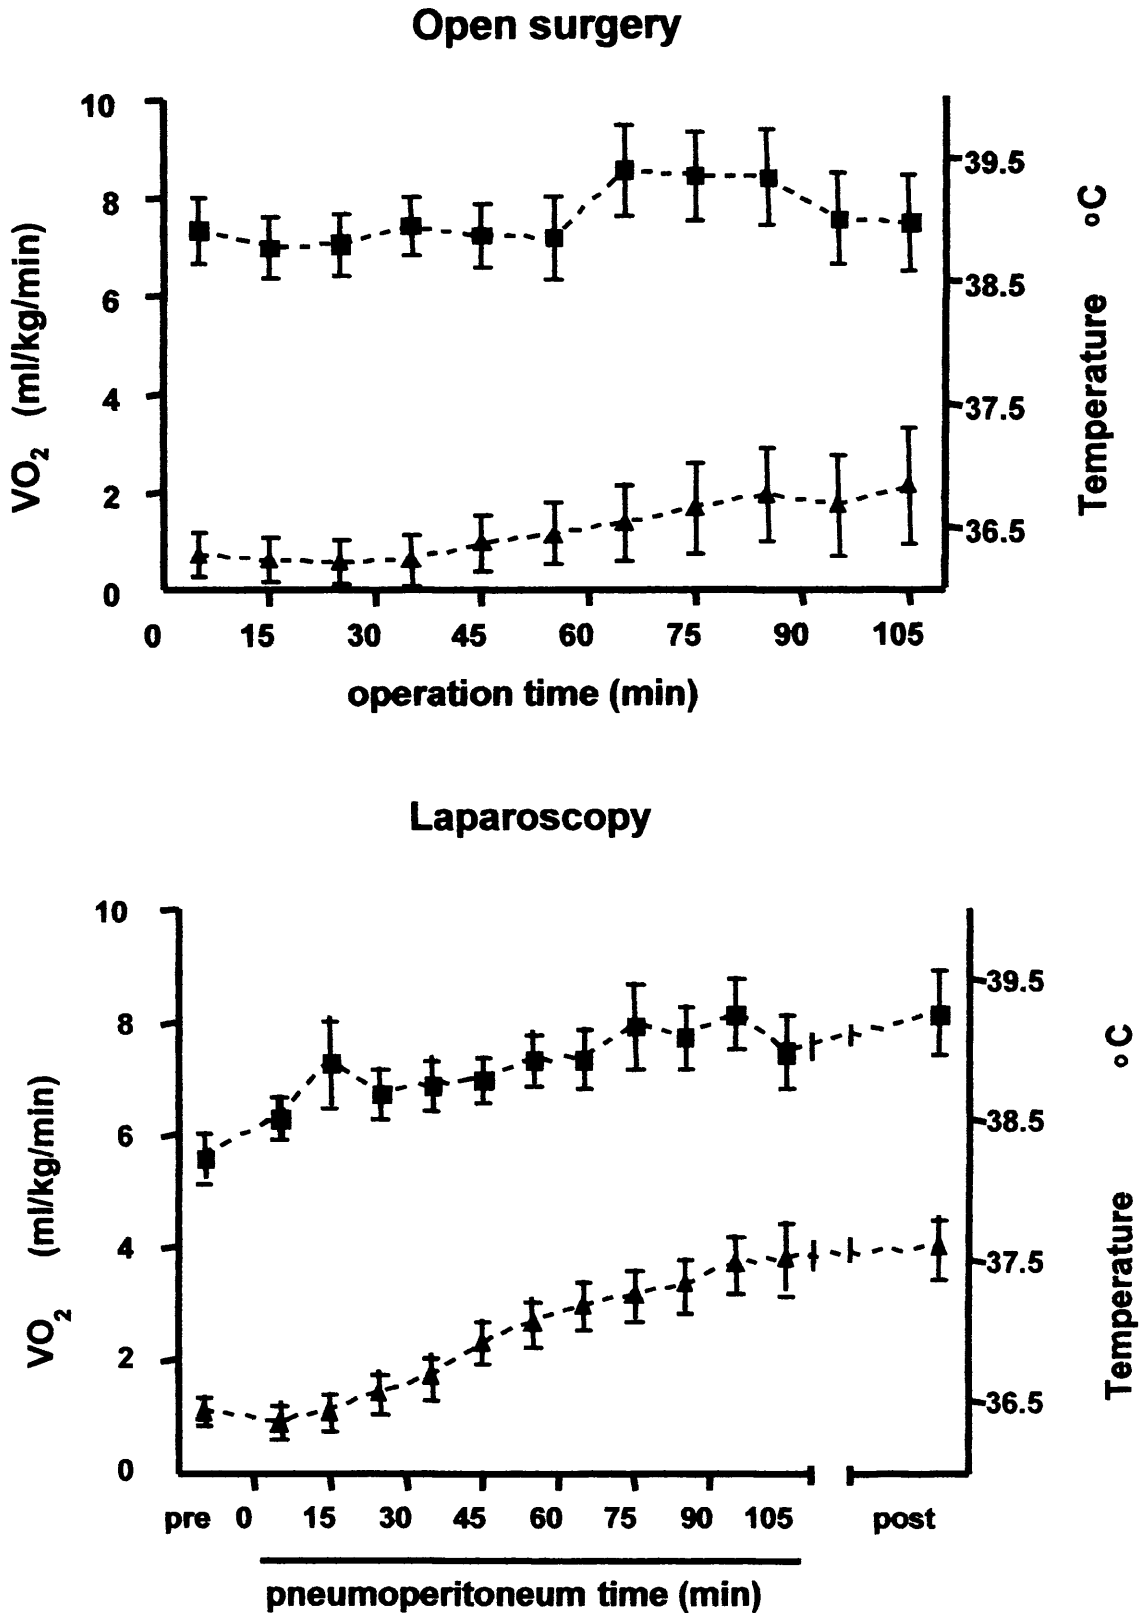 Open surgery
10
8
6
4
2
0
VO2 (ml/kg/min)
39.5
38.5
37.5
36.5
Temperature oC
0 15 30 45 60 75 90 105
operation time (min)
Laparoscopy
10
8
6
4
2
0
VO2 (ml/kg/min)
39.5
38.5
37.5
36.5
Temperature oC
pre 0 15 30 45 60 75 90 105 post
pneumoperitoneum time (min)